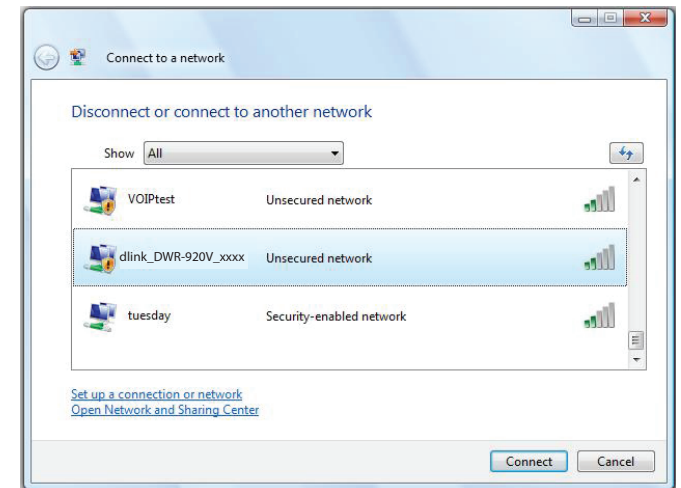 Connect to a network
Disconnect or connect to another network
Show All
VOIPtest Unsecured network
dlink_DWR-920V_xxxx Unsecured network
tuesday Security-enabled network
Set up a connection or network
Open Network and Sharing Center
Connect Cancel